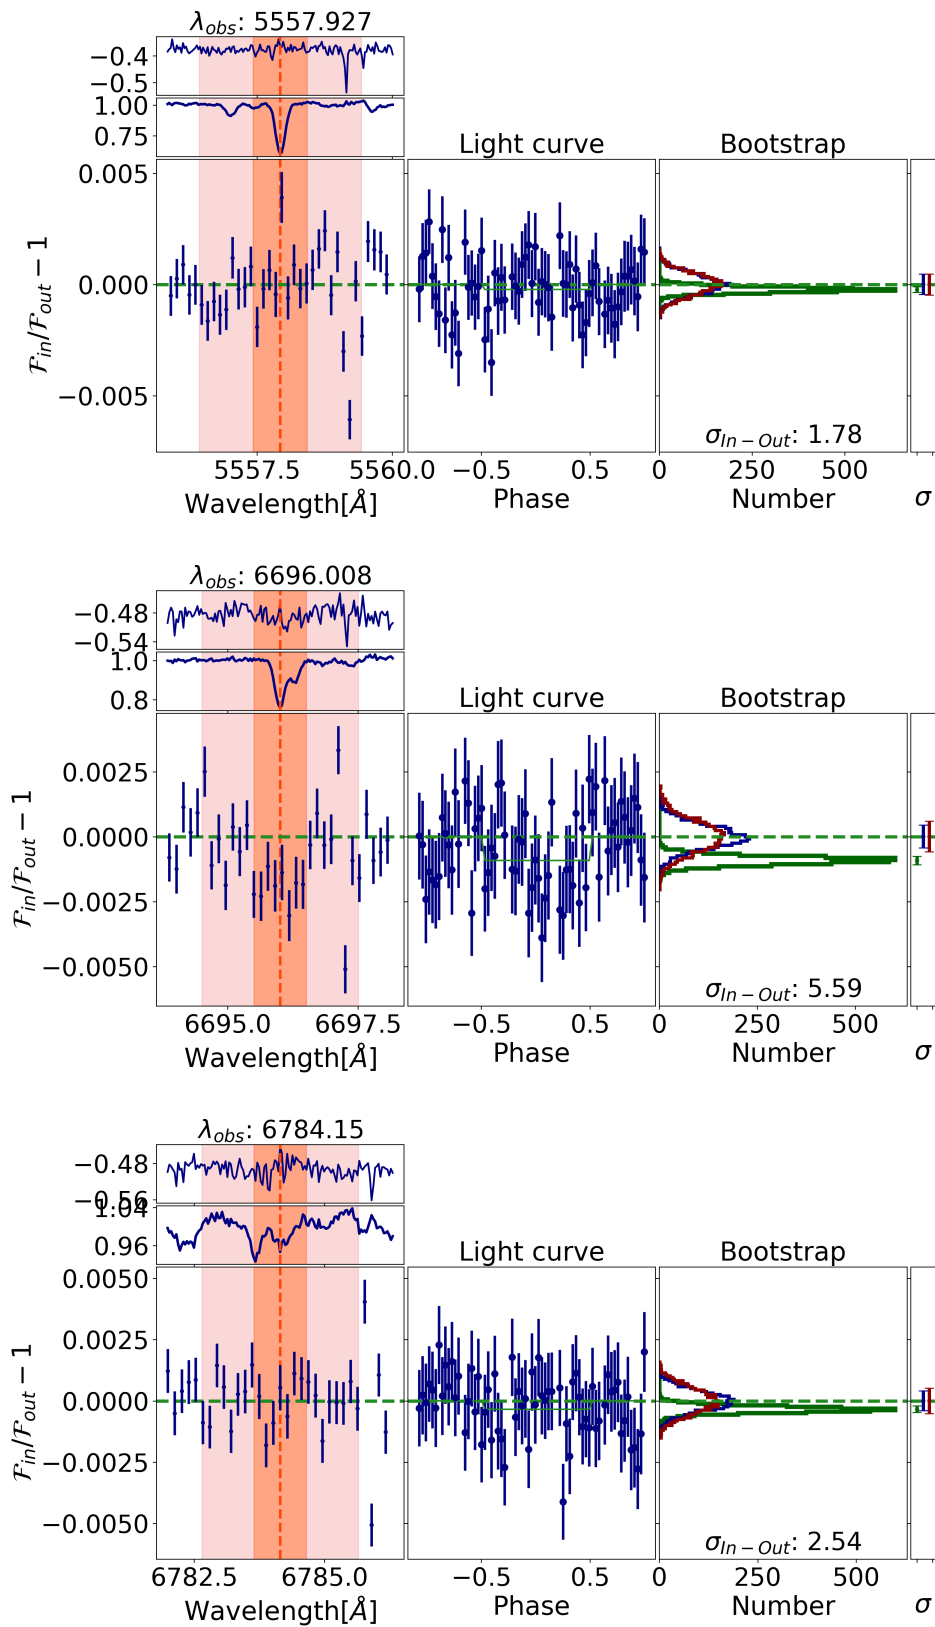 λobs: 5557.927
−0.4
−0.5
1.00
0.75
Light curve
Bootstrap
0.005
0.000
−0.005
ℱin/ℱout − 1
σIn−Out: 1.78
5557.5
5560.0
−0.5
0.5
0
250
500
Wavelength[Å]
Phase
Number
σ
λobs: 6696.008
−0.48
−0.54
1.0
0.8
Light curve
Bootstrap
0.0025
0.0000
−0.0025
−0.0050
ℱin/ℱout − 1
σIn−Out: 5.59
6695.0
6697.5
−0.5
0.5
0
250
500
Wavelength[Å]
Phase
Number
σ
λobs: 6784.15
−0.48
−0.56
1.04
0.96
Light curve
Bootstrap
0.0050
0.0025
0.0000
−0.0025
−0.0050
ℱin/ℱout − 1
σIn−Out: 2.54
6782.5
6785.0
−0.5
0.5
0
250
500
Wavelength[Å]
Phase
Number
σ